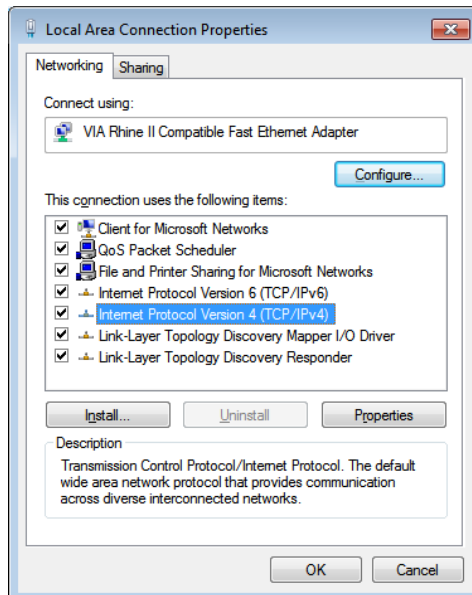 Local Area Connection Properties
Networking
Sharing
Connect using:
VIA Rhine II Compatible Fast Ethernet Adapter
Configure...
This connection uses the following items:
Client for Microsoft Networks
QoS Packet Scheduler
File and Printer Sharing for Microsoft Networks
Internet Protocol Version 6 (TCP/IPv6)
Internet Protocol Version 4 (TCP/IPv4)
Link-Layer Topology Discovery Mapper I/O Driver
Link-Layer Topology Discovery Responder
Install...
Uninstall
Properties
Description
Transmission Control Protocol/Internet Protocol. The default
wide area network protocol that provides communication
across diverse interconnected networks.
OK
Cancel